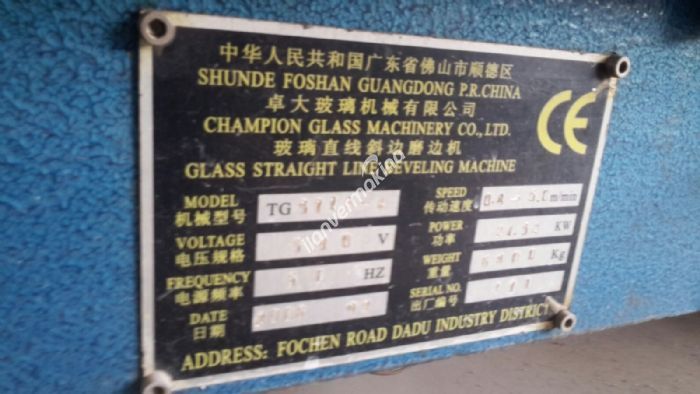 中华人民共和国广东省佛山市顺德区
SHUNDE FOSHAN GUANGDONG P.R.CHINA
卓大玻璃机械有限公司
CHAMPION GLASS MACHINERY CO.,LTD.
玻璃直线斜边磨边机
GLASS STRAIGHT LINE BEVELING MACHINE
CE
MODEL
机械型号
TG
SPEED
传动速度
m/min
VOLTAGE
电压规格
V
POWER
功率
KW
FREQUENCY
电源频率
HZ
WEIGHT
重量
Kg
DATE
日期
SERIAL NO.
出厂编号
ADDRESS: FOCHEN ROAD DADU INDUSTRY DISTRICT
ilanvermakina